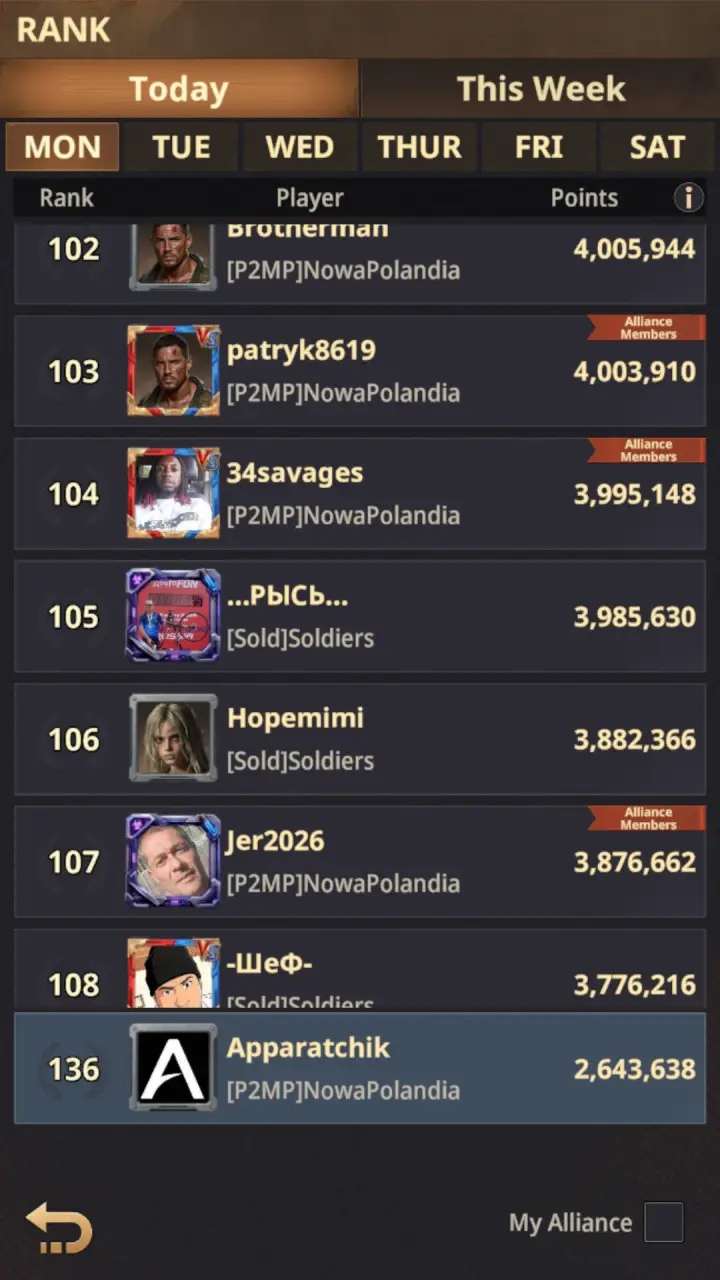 RANK
Today
This Week
MON TUE WED THUR FRI SAT
Rank Player Points i
102 Brotherman 4,005,944
[P2MP]NowaPolandia
Alliance
Members
103 patryk8619 4,003,910
[P2MP]NowaPolandia
Alliance
Members
104 34savages 3,995,148
[P2MP]NowaPolandia
105 ...РЫСЬ... 3,985,630
[Sold]Soldiers
106 Hopemimi 3,882,366
[Sold]Soldiers
Alliance
Members
107 Jer2026 3,876,662
[P2MP]NowaPolandia
108 -ШеФ- 3,776,216
[Sold]Soldiers
136 Apparatchik 2,643,638
[P2MP]NowaPolandia
My Alliance